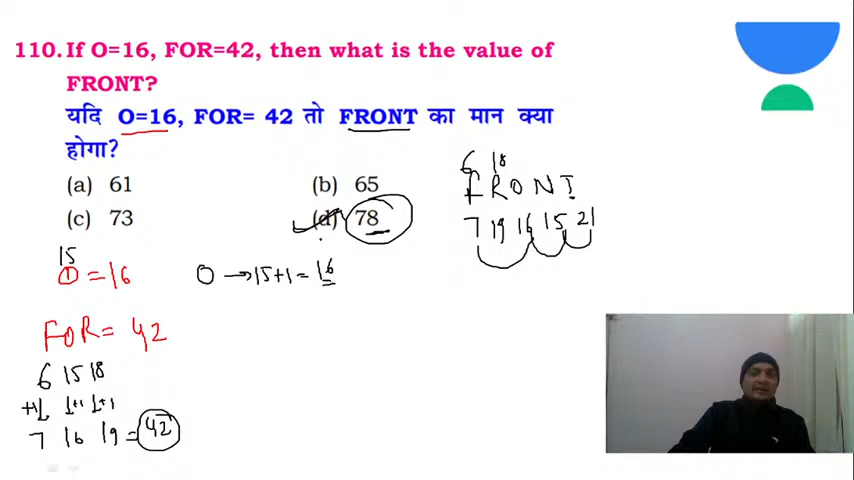 110. If O=16, FOR=42, then what is the value of
FRONT?
यदि O=16, FOR= 42 तो FRONT का मान क्या
होगा?
(a) 61 (b) 65
(c) 73 (d) 78
6 18
FRONT
7 19 16 15 21
15
O = 16
O → 15+1 = 16
FOR = 42
6 15 18
+1 +1 +1
7 16 19 = 42